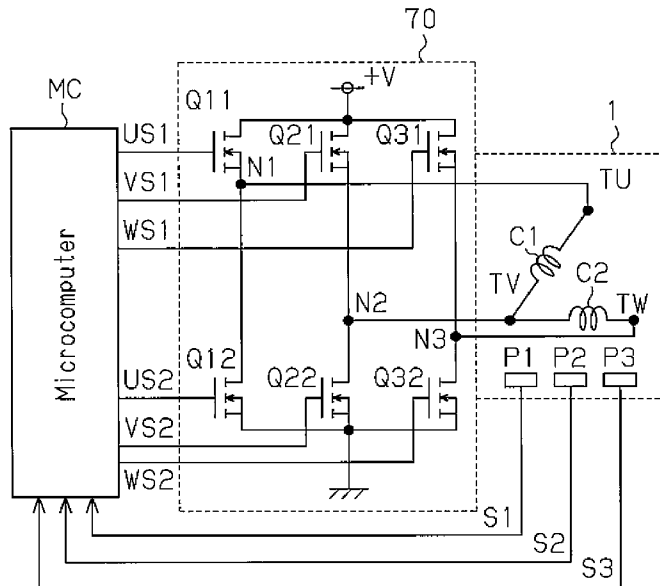 70
+V
MC
Q11
1
US1
Q21
Q31
VS1
N1
TU
WS1
C1
C2
TV
TW
N2
N3
Microcomputer
Q12
Q22
Q32
P1
P2
P3
US2
VS2
WS2
S1
S2
S3